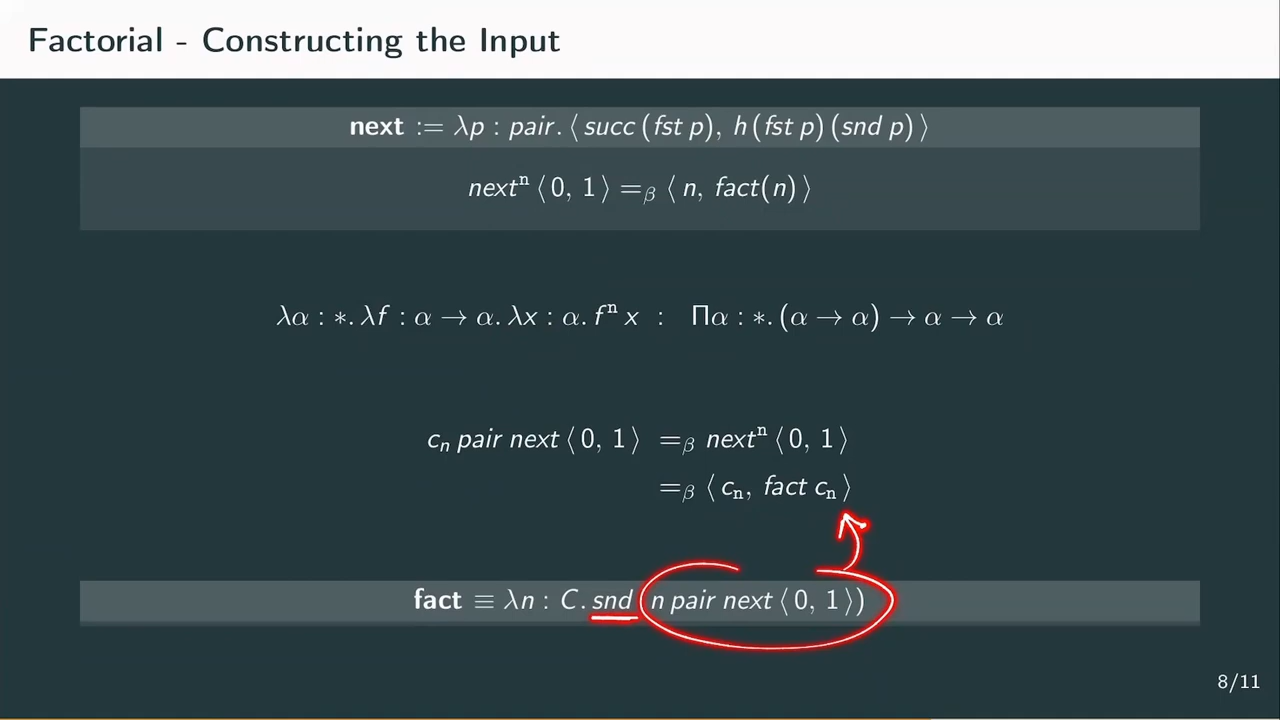 Factorial - Constructing the Input
next := λp : pair. ⟨ succ (fst p), h (fst p) (snd p) ⟩
nextⁿ ⟨ 0, 1 ⟩ =β ⟨ n, fact(n) ⟩
λα : ∗. λf : α → α. λx : α. fⁿ x : Πα : ∗. (α → α) → α → α
cₙ pair next ⟨ 0, 1 ⟩ =β nextⁿ ⟨ 0, 1 ⟩
=β ⟨ cₙ, fact cₙ ⟩
fact ≡ λn : C. snd (n pair next ⟨ 0, 1 ⟩)
8/11